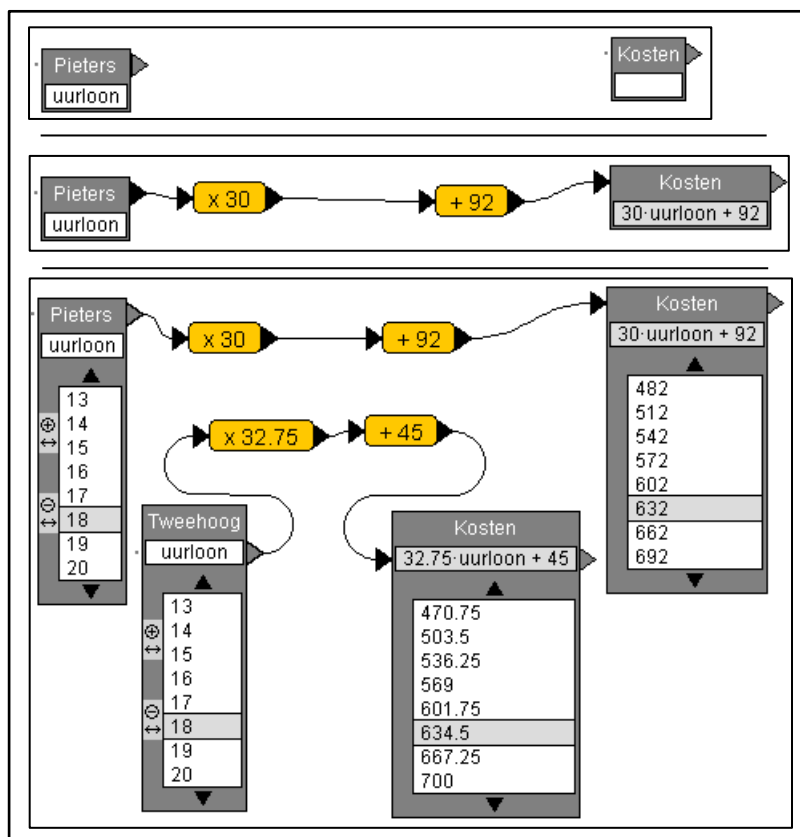 Pieters
uurloon
Kosten
Pieters
uurloon
x 30
+ 92
Kosten
30·uurloon + 92
Pieters
uurloon
13
14
15
16
17
18
19
20
x 30
+ 92
Kosten
30·uurloon + 92
482
512
542
572
602
632
662
692
x 32.75
+ 45
Tweehoog
uurloon
13
14
15
16
17
18
19
20
Kosten
32.75·uurloon + 45
470.75
503.5
536.25
569
601.75
634.5
667.25
700